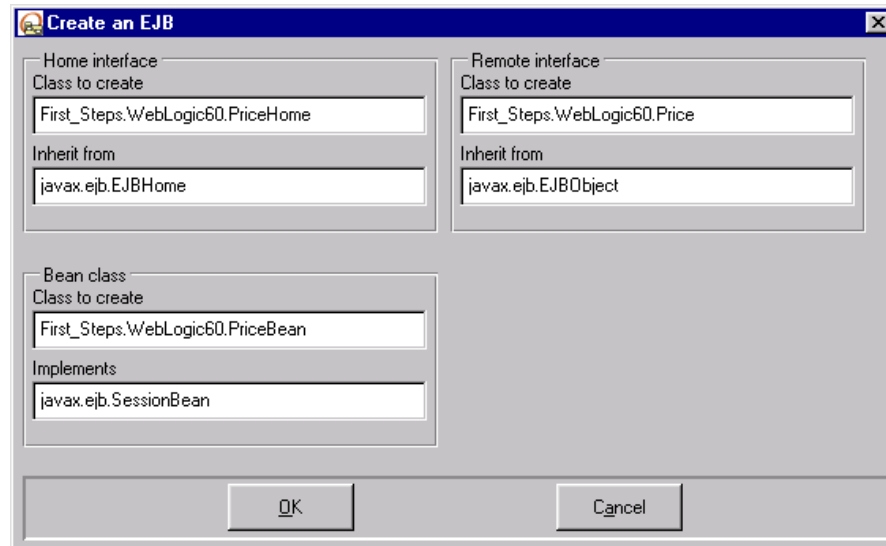 Create an EJB
Home interface
Class to create
First_Steps.WebLogic60.PriceHome
Inherit from
javax.ejb.EJBHome
Remote interface
Class to create
First_Steps.WebLogic60.Price
Inherit from
javax.ejb.EJBObject
Bean class
Class to create
First_Steps.WebLogic60.PriceBean
Implements
javax.ejb.SessionBean
OK
Cancel